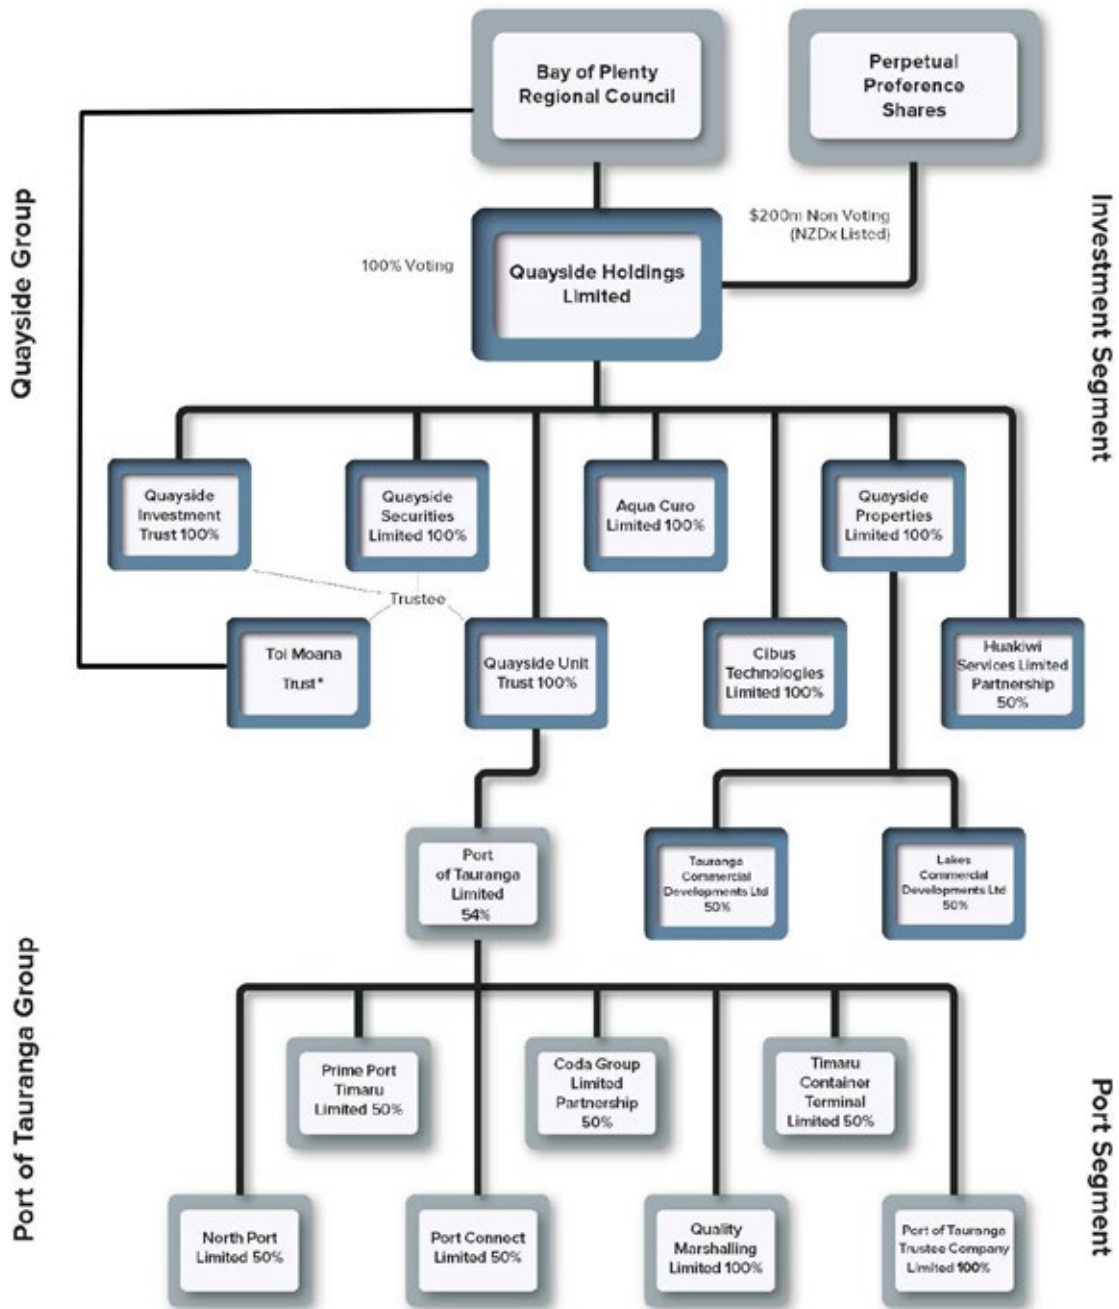 Bay of Plenty
Regional Council
Perpetual
Preference
Shares
Quayside Group
Investment Segment
$200m Non Voting
(NZDx Listed)
100% Voting
Quayside Holdings
Limited
Quayside
Investment
Trust 100%
Quayside
Securities
Limited 100%
Aqua Curo
Limited 100%
Quayside
Properties
Limited 100%
Trustee
Toi Moana
Trust*
Quayside Unit
Trust 100%
Cibus
Technologies
Limited 100%
Huakiwi
Services Limited
Partnership
50%
Port
of Tauranga
Limited
54%
Tauranga
Commercial
Developments Ltd
50%
Lakes
Commercial
Developments Ltd
50%
Port of Tauranga Group
Port Segment
Prime Port
Timaru
Limited 50%
Coda Group
Limited
Partnership
50%
Timaru
Container
Terminal
Limited 50%
North Port
Limited 50%
Port Connect
Limited 50%
Quality
Marshalling
Limited 100%
Port of Tauranga
Trustee Company
Limited 100%